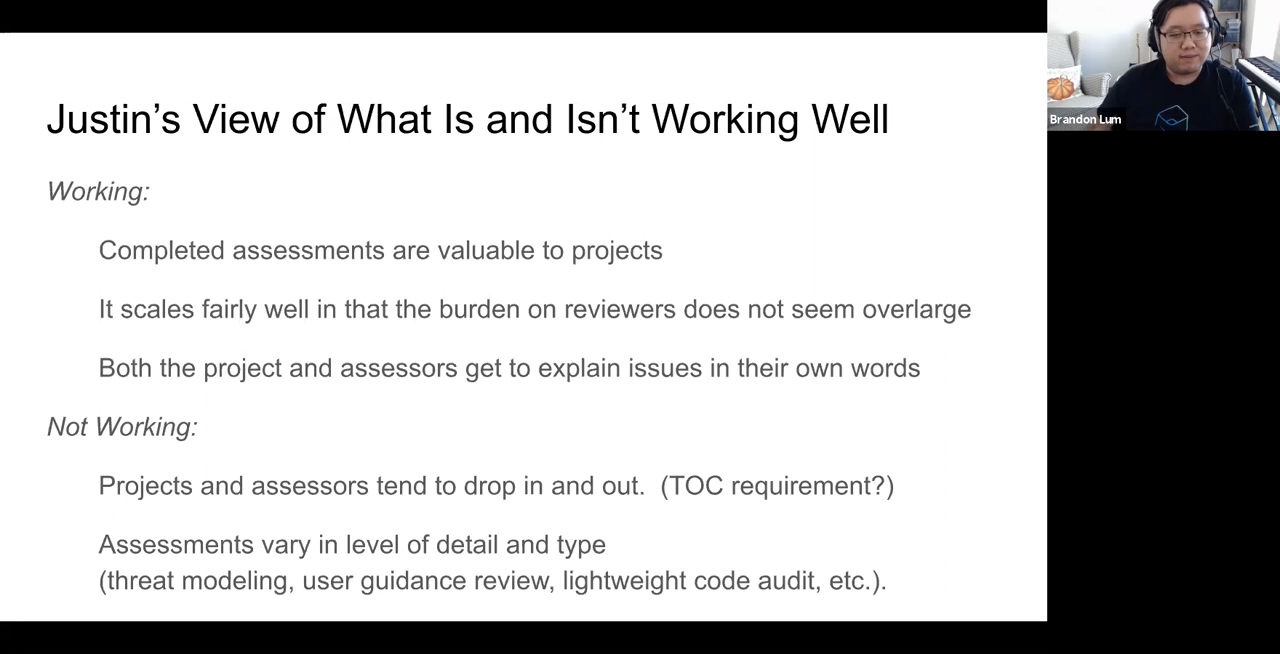 Justin’s View of What Is and Isn’t Working Well
Working:
Completed assessments are valuable to projects
It scales fairly well in that the burden on reviewers does not seem overlarge
Both the project and assessors get to explain issues in their own words
Not Working:
Projects and assessors tend to drop in and out.  (TOC requirement?)
Assessments vary in level of detail and type
(threat modeling, user guidance review, lightweight code audit, etc.).
Brandon Lum